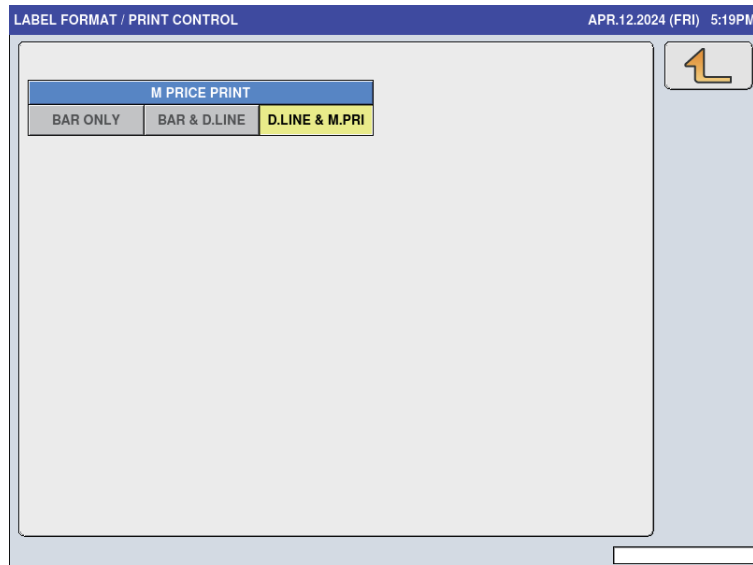 LABEL FORMAT / PRINT CONTROL APR.12.2024 (FRI) 5:19PM
M PRICE PRINT
BAR ONLY BAR & D.LINE D.LINE & M.PRI